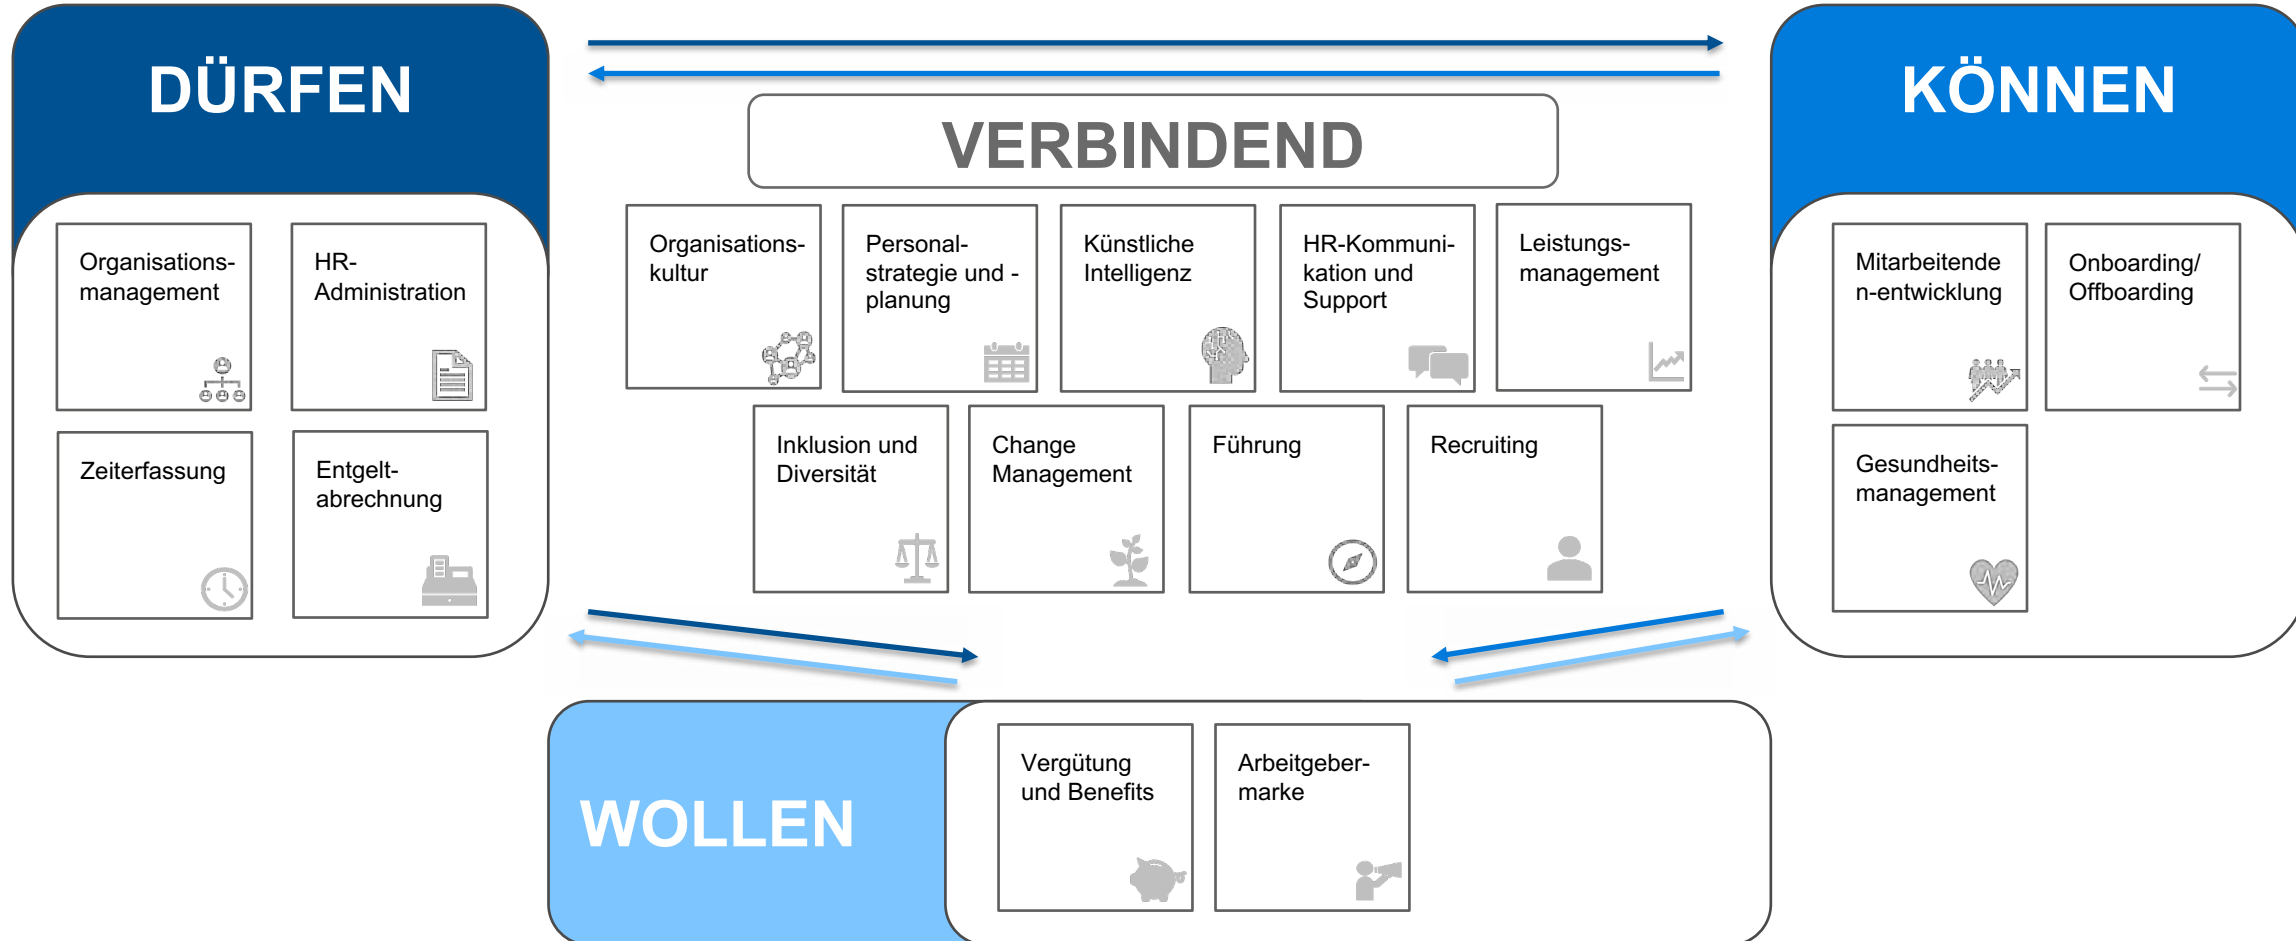 DÜRFEN
Organisations-
management
HR-
Administration
Zeiterfassung
Entgelt-
abrechnung
VERBINDEND
Organisations-
kultur
Personal-
strategie und -
planung
Künstliche
Intelligenz
HR-Kommuni-
kation und
Support
Leistungs-
management
Inklusion und
Diversität
Change
Management
Führung
Recruiting
KÖNNEN
Mitarbeitende
n-entwicklung
Onboarding/
Offboarding
Gesundheits-
management
WOLLEN
Vergütung
und Benefits
Arbeitgeber-
marke